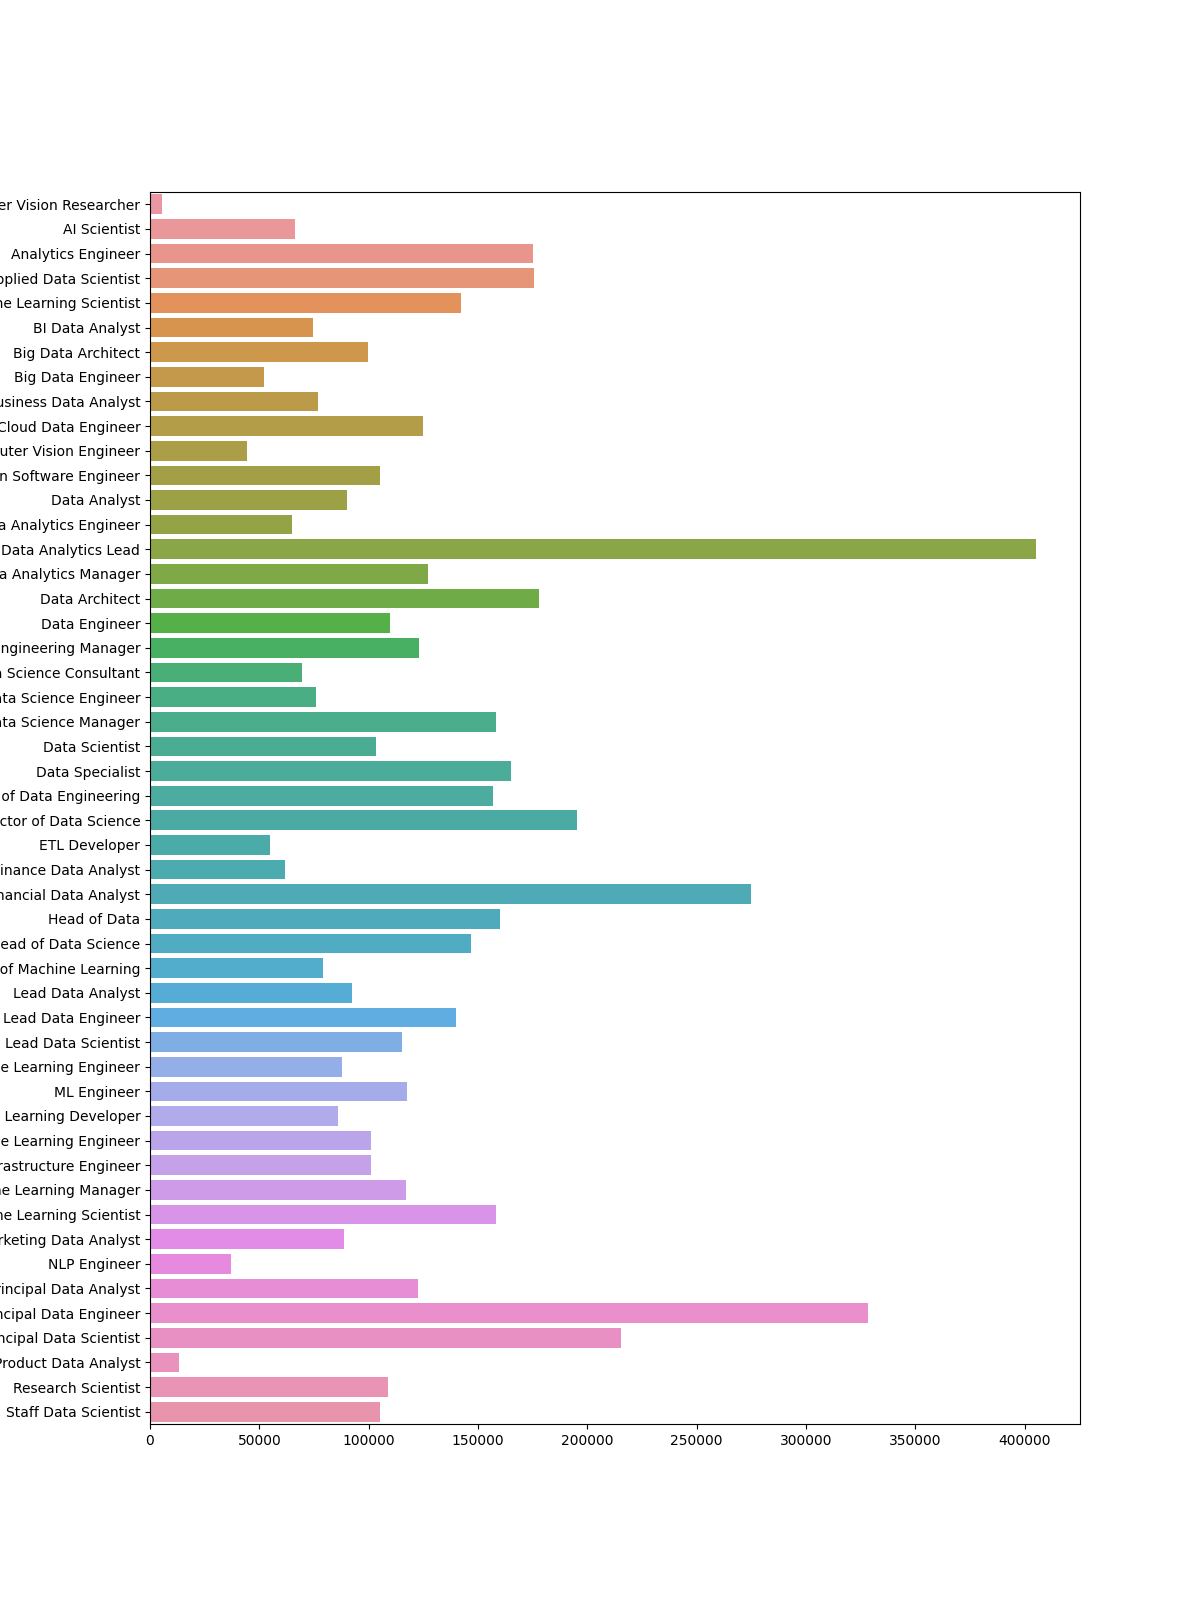 er Vision Researcher
AI Scientist
Analytics Engineer
pplied Data Scientist
ne Learning Scientist
BI Data Analyst
Big Data Architect
Big Data Engineer
usiness Data Analyst
Cloud Data Engineer
uter Vision Engineer
n Software Engineer
Data Analyst
a Analytics Engineer
Data Analytics Lead
a Analytics Manager
Data Architect
Data Engineer
ngineering Manager
a Science Consultant
ata Science Engineer
ata Science Manager
Data Scientist
Data Specialist
of Data Engineering
ctor of Data Science
ETL Developer
inance Data Analyst
nancial Data Analyst
Head of Data
ead of Data Science
of Machine Learning
Lead Data Analyst
Lead Data Engineer
Lead Data Scientist
e Learning Engineer
ML Engineer
Learning Developer
e Learning Engineer
rastructure Engineer
ne Learning Manager
ne Learning Scientist
rketing Data Analyst
NLP Engineer
rincipal Data Analyst
ncipal Data Engineer
ncipal Data Scientist
Product Data Analyst
Research Scientist
Staff Data Scientist
0 50000 100000 150000 200000 250000 300000 350000 400000